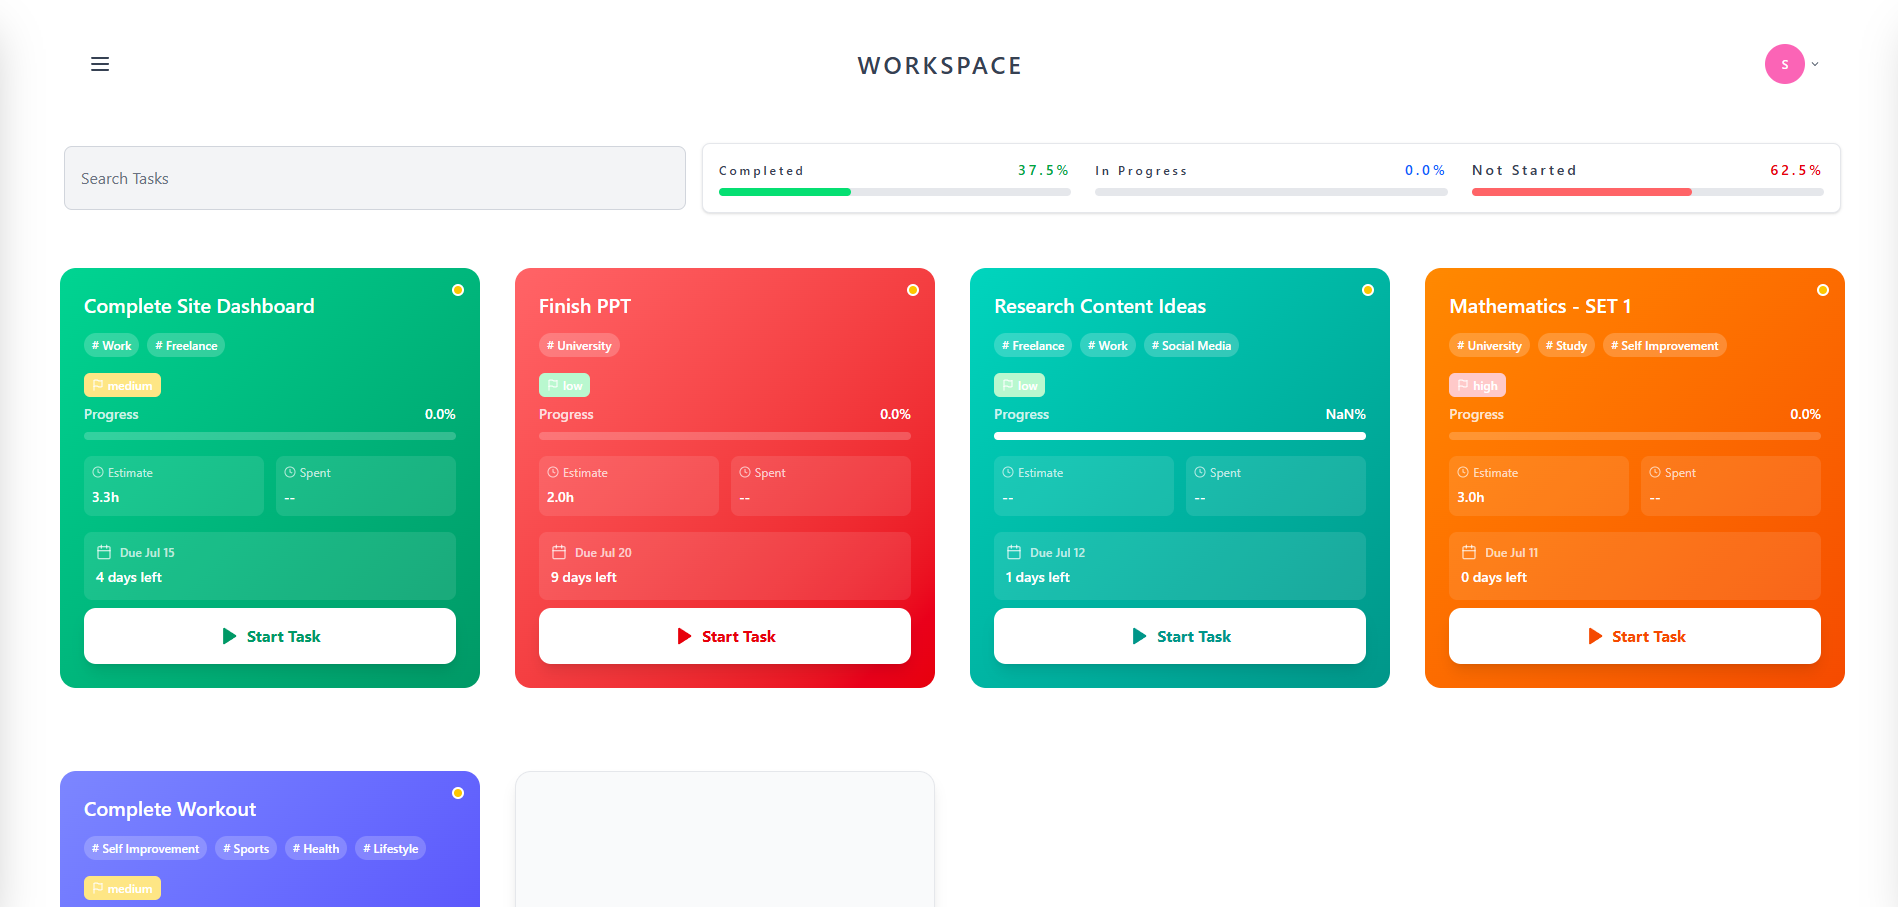 WORKSPACE
S
Search Tasks
Completed 37.5%
In Progress 0.0%
Not Started 62.5%
Complete Site Dashboard
# Work # Freelance
medium
Progress 0.0%
Estimate Spent
3.3h --
Due Jul 15
4 days left
Start Task
Finish PPT
# University
low
Progress 0.0%
Estimate Spent
2.0h --
Due Jul 20
9 days left
Start Task
Research Content Ideas
# Freelance # Work # Social Media
low
Progress NaN%
Estimate Spent
-- --
Due Jul 12
1 days left
Start Task
Mathematics - SET 1
# University # Study # Self Improvement
high
Progress 0.0%
Estimate Spent
3.0h --
Due Jul 11
0 days left
Start Task
Complete Workout
# Self Improvement # Sports # Health # Lifestyle
medium